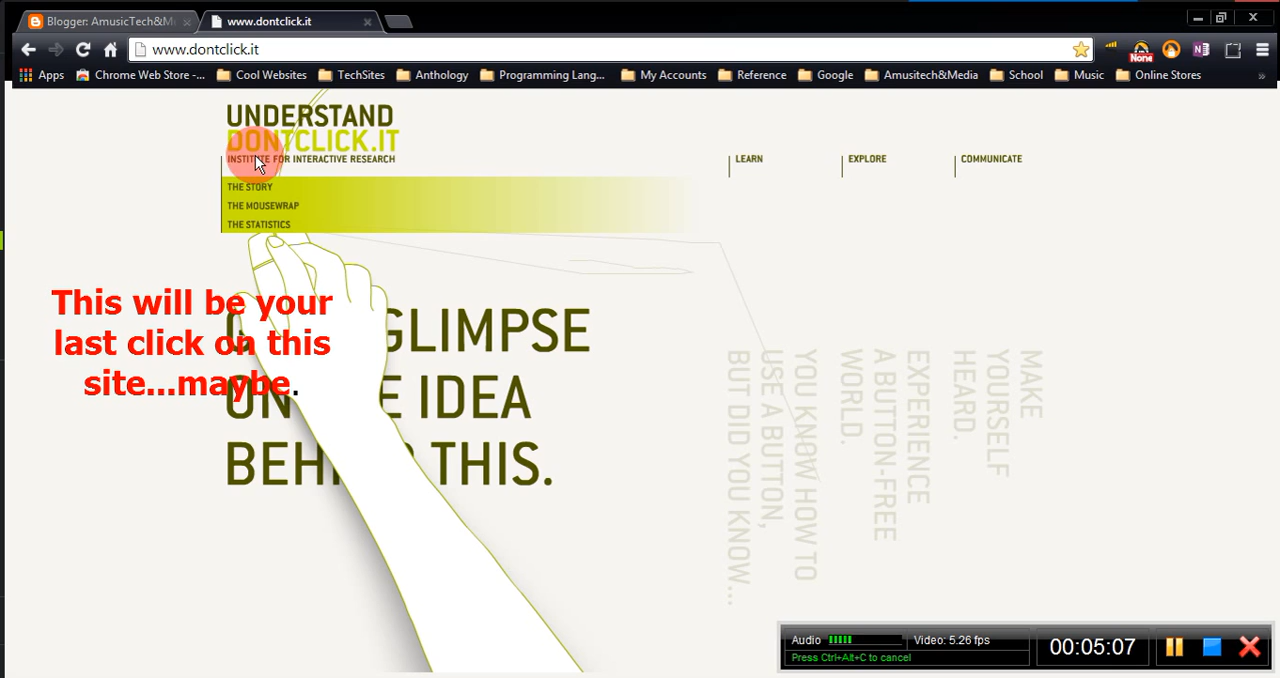 Blogger: AmusicTech&M
www.dontclick.it
www.dontclick.it
None
Apps
Chrome Web Store -...
Cool Websites
TechSites
Anthology
Programming Lang...
My Accounts
Reference
Google
Amusitech&Media
School
Music
Online Stores
»
UNDERSTAND
DONTCLICK.IT
INSTITUTE FOR INTERACTIVE RESEARCH
LEARN
EXPLORE
COMMUNICATE
THE STORY
THE MOUSEWRAP
THE STATISTICS
This will be your
last click on this
site...maybe.
GLIMPSE
IDEA
THIS.
YOU KNOW HOW TO
USE A BUTTON,
BUT DID YOU KNOW...
EXPERIENCE
A BUTTON-FREE
WORLD.
MAKE
YOURSELF
HEARD.
Audio
Video: 5.26 fps
Press Ctrl+Alt+C to cancel
00:05:07